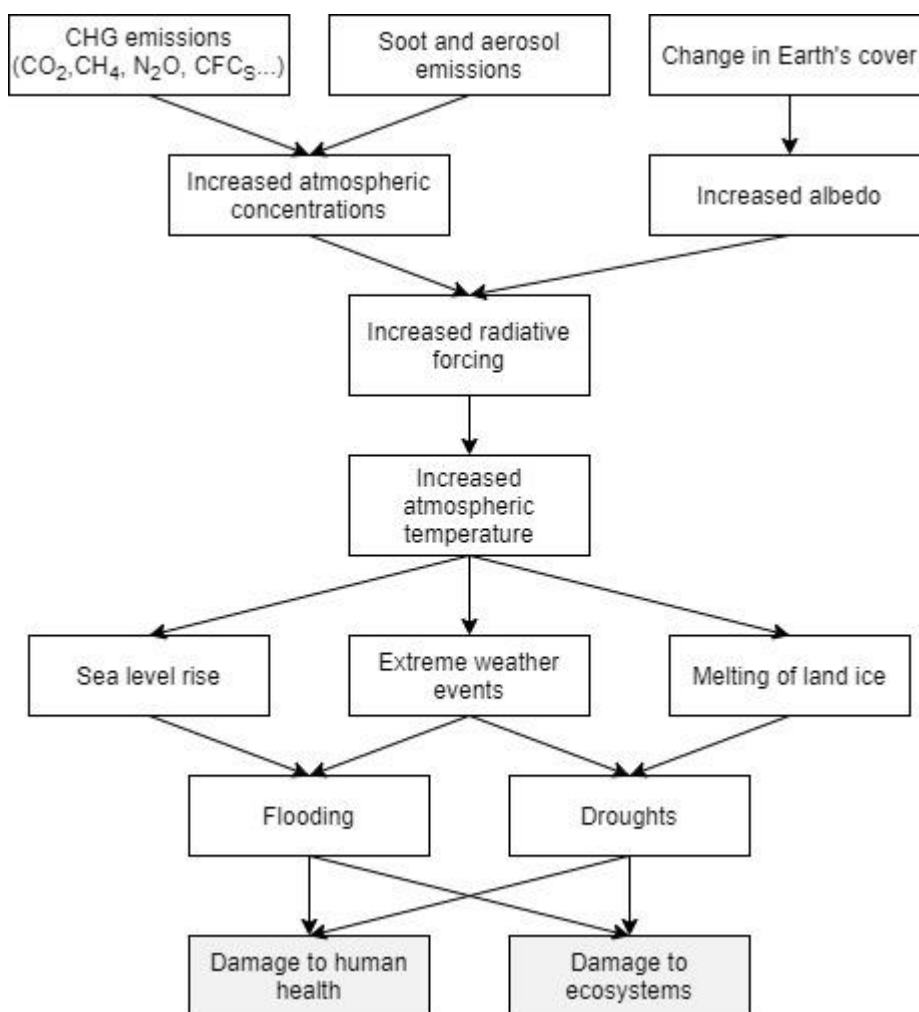 CHG emissions
(CO₂,CH₄, N₂O, CFCₛ...)
Soot and aerosol
emissions
Change in Earth's cover
Increased atmospheric
concentrations
Increased albedo
Increased radiative
forcing
Increased
atmospheric
temperature
Sea level rise
Extreme weather
events
Melting of land ice
Flooding
Droughts
Damage to human
health
Damage to
ecosystems